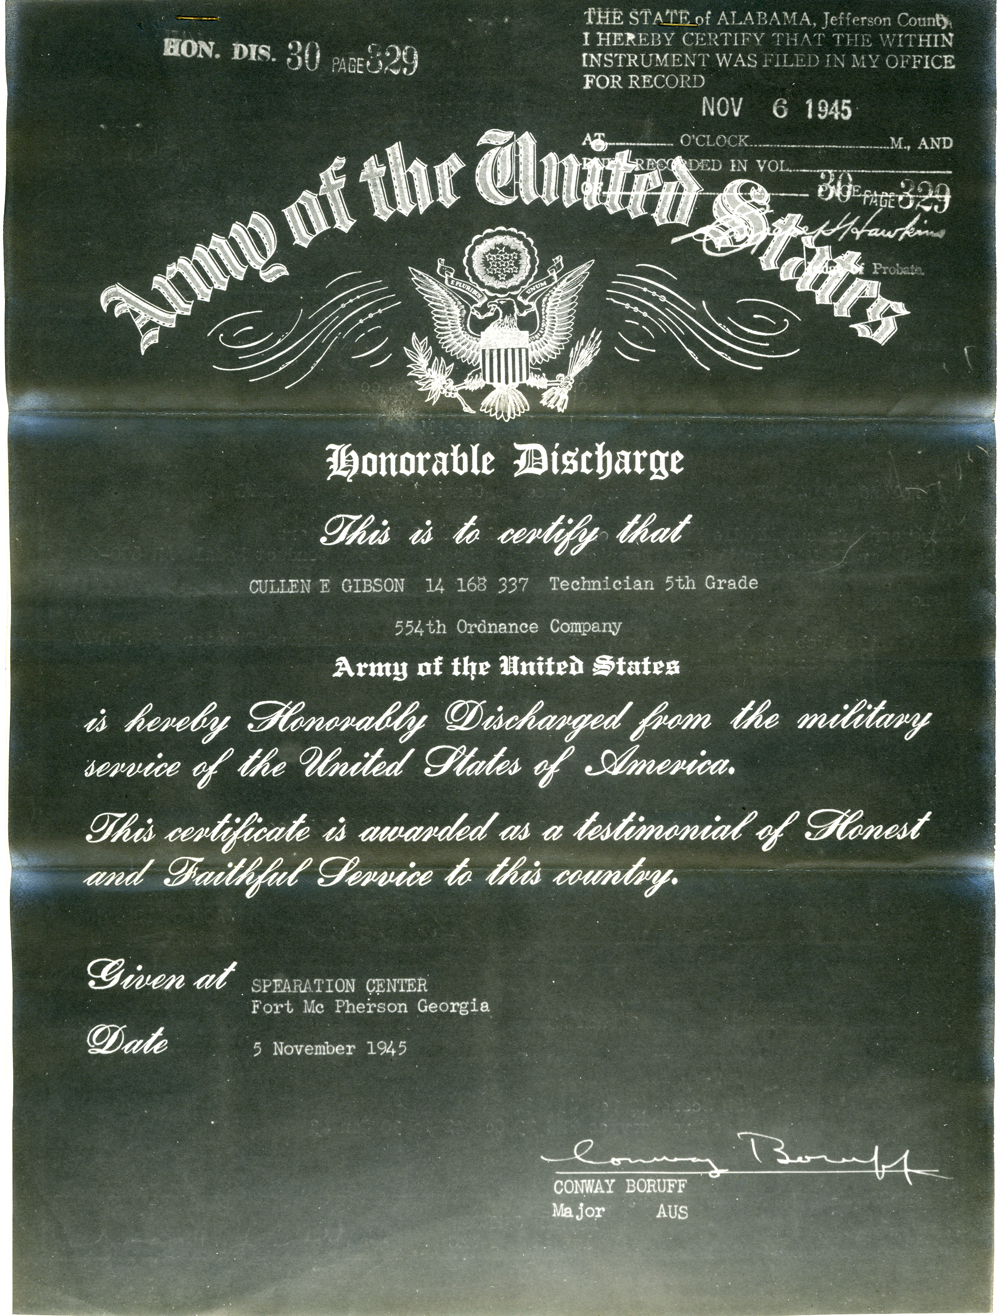 HON. DIS. 30 PAGE 329
THE STATE of ALABAMA, Jefferson County,
I HEREBY CERTIFY THAT THE WITHIN
INSTRUMENT WAS FILED IN MY OFFICE
FOR RECORD
NOV 6 1945
AT O'CLOCK M., AND
RECORDED IN VOL.
30 PAGE 329
Hawkins
Judge of Probate.
Army of the United States
E PLURIBUS UNUM
Honorable Discharge
This is to certify that
CULLEN E GIBSON 14 168 337 Technician 5th Grade
554th Ordnance Company
Army of the United States
is hereby Honorably Discharged from the military
service of the United States of America.
This certificate is awarded as a testimonial of Honest
and Faithful Service to this country.
Given at SPEARATION CENTER
Fort Mc Pherson Georgia
Date 5 November 1945
Conway Boruff
CONWAY BORUFF
Major AUS